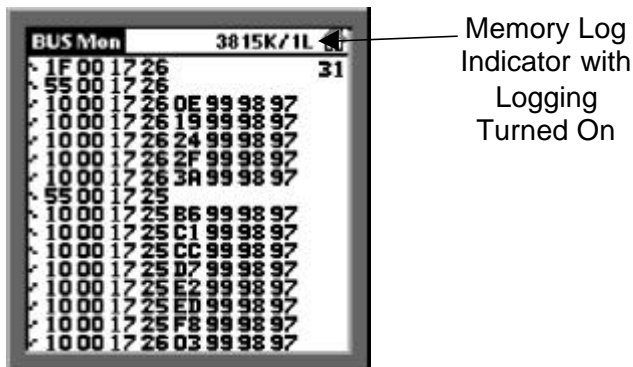 BUS Mon 3815K/1L
1F 00 17 26 31
55 00 17 26
10 00 17 26 0E 99 98 97
10 00 17 26 19 99 98 97
10 00 17 26 24 99 98 97
10 00 17 26 2F 99 98 97
10 00 17 26 3A 99 98 97
55 00 17 25
10 00 17 25 B6 99 98 97
10 00 17 25 C1 99 98 97
10 00 17 25 CC 99 98 97
10 00 17 25 D7 99 98 97
10 00 17 25 E2 99 98 97
10 00 17 25 ED 99 98 97
10 00 17 25 F8 99 98 97
10 00 17 26 03 99 98 97
Memory Log
Indicator with
Logging
Turned On